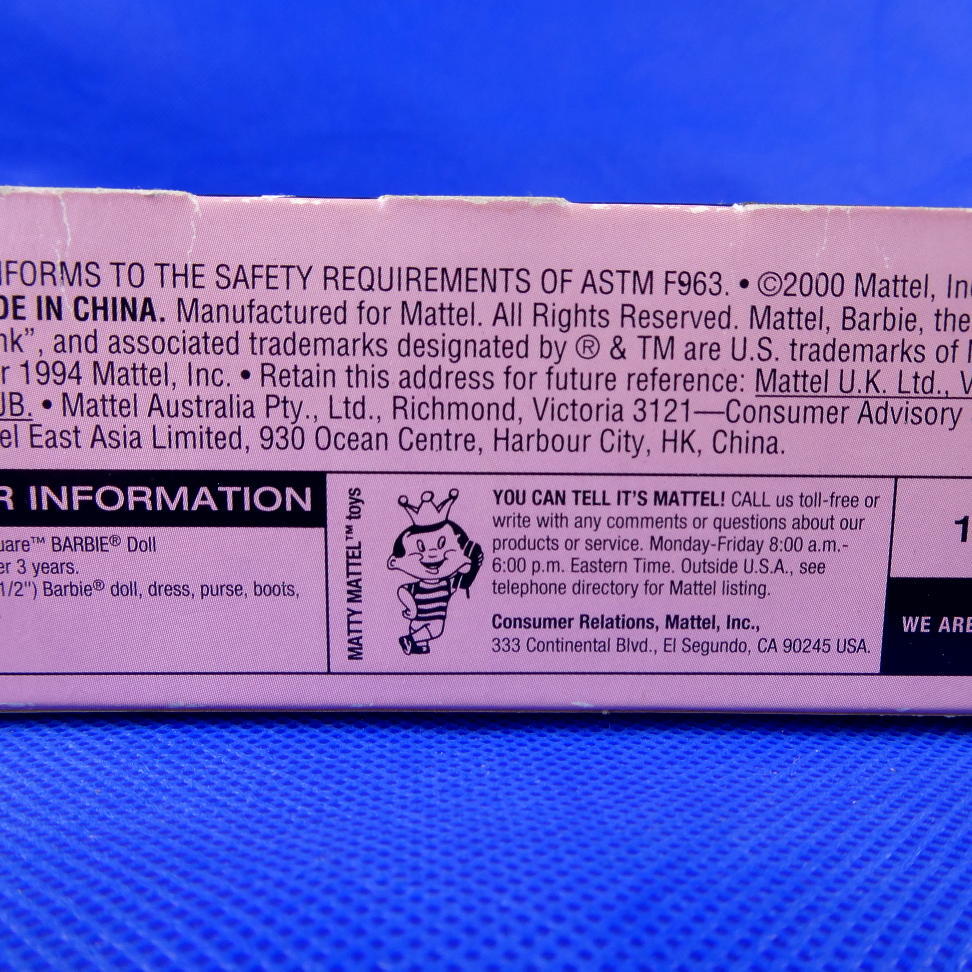 NFORMS TO THE SAFETY REQUIREMENTS OF ASTM F963. • ©2000 Mattel, Inc
DE IN CHINA. Manufactured for Mattel. All Rights Reserved. Mattel, Barbie, the
nk”, and associated trademarks designated by ® & TM are U.S. trademarks of M
r 1994 Mattel, Inc. • Retain this address for future reference: Mattel U.K. Ltd., V
UB. • Mattel Australia Pty., Ltd., Richmond, Victoria 3121—Consumer Advisory
el East Asia Limited, 930 Ocean Centre, Harbour City, HK, China.
R INFORMATION
uare™ BARBIE® Doll
er 3 years.
1/2") Barbie® doll, dress, purse, boots,
MATTY MATTEL™ toys
YOU CAN TELL IT'S MATTEL! CALL us toll-free or
write with any comments or questions about our
products or service. Monday-Friday 8:00 a.m.-
6:00 p.m. Eastern Time. Outside U.S.A., see
telephone directory for Mattel listing.
Consumer Relations, Mattel, Inc.,
333 Continental Blvd., El Segundo, CA 90245 USA.
1
WE ARE